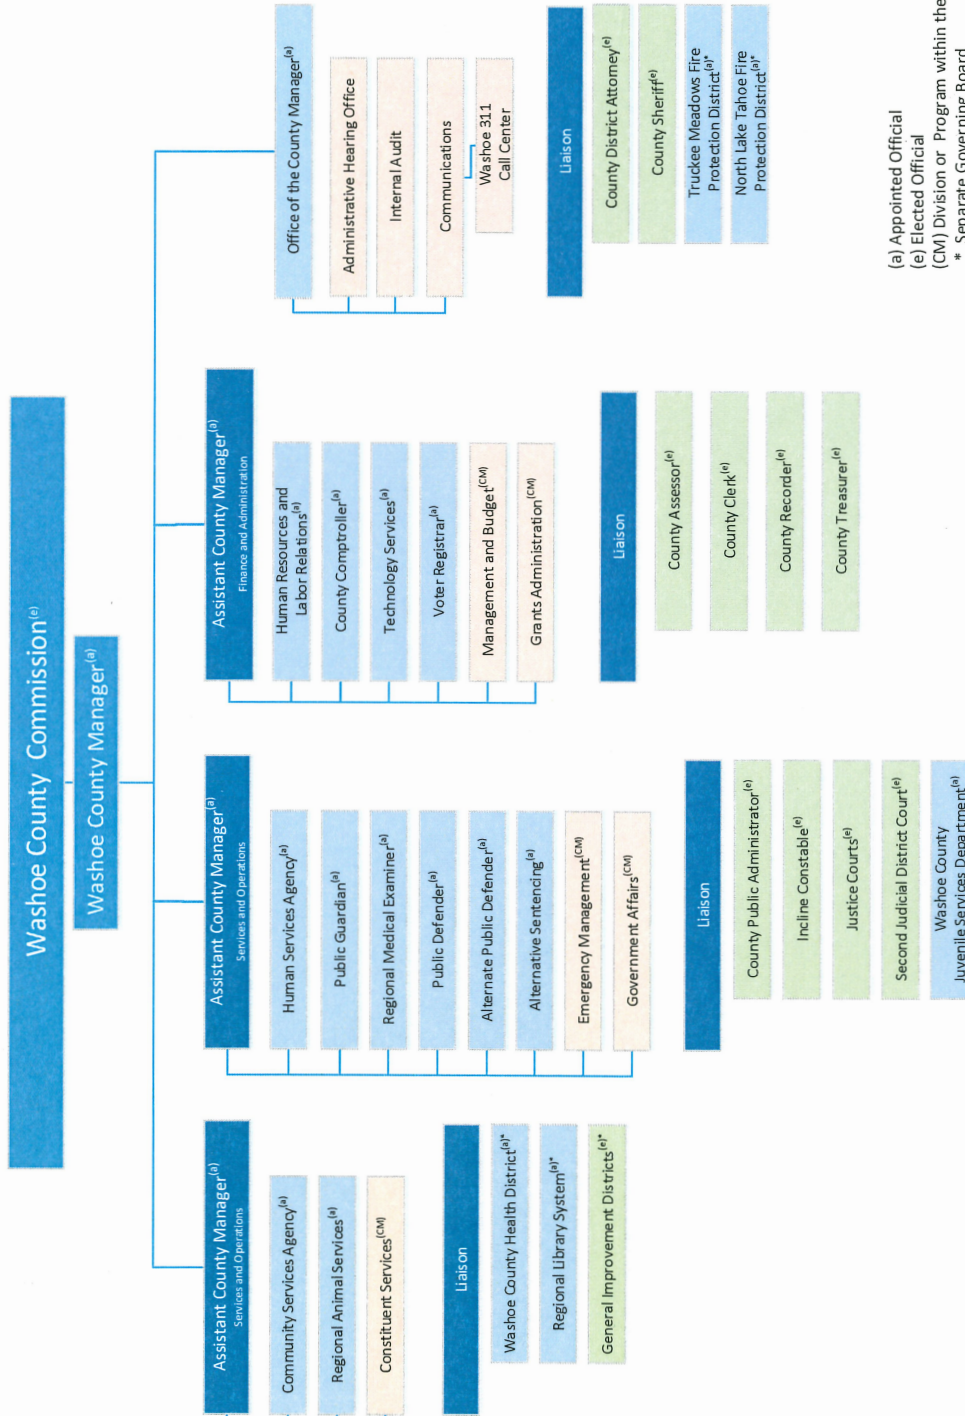 Washoe County Commission(e)
Washoe County Manager(a)
Assistant County Manager(a)
Services and Operations
Community Services Agency(a)
Regional Animal Services(a)
Constituent Services(CM)
Liaison
Washoe County Health District(a)*
Regional Library System(a)*
General Improvement Districts(e)*
Assistant County Manager(a)
Services and Operations
Human Services Agency(a)
Public Guardian(a)
Regional Medical Examiner(a)
Public Defender(a)
Alternate Public Defender(a)
Alternative Sentencing(a)
Emergency Management(CM)
Government Affairs(CM)
Liaison
County Public Administrator(e)
Incline Constable(e)
Justice Courts(e)
Second Judicial District Court(e)
Washoe County
Juvenile Services Department(a)
Assistant County Manager(a)
Finance and Administration
Human Resources and
Labor Relations(a)
County Comptroller(a)
Technology Services(a)
Voter Registrar(a)
Management and Budget(CM)
Grants Administration(CM)
Liaison
County Assessor(e)
County Clerk(e)
County Recorder(e)
County Treasurer(e)
Office of the County Manager(a)
Administrative Hearing Office
Internal Audit
Communications
Washoe 311
Call Center
Liaison
County District Attorney(e)
County Sheriff(e)
Truckee Meadows Fire
Protection District(a)*
North Lake Tahoe Fire
Protection District(a)*
(a) Appointed Official
(e) Elected Official
(CM) Division or Program within the
* Separate Governing Board